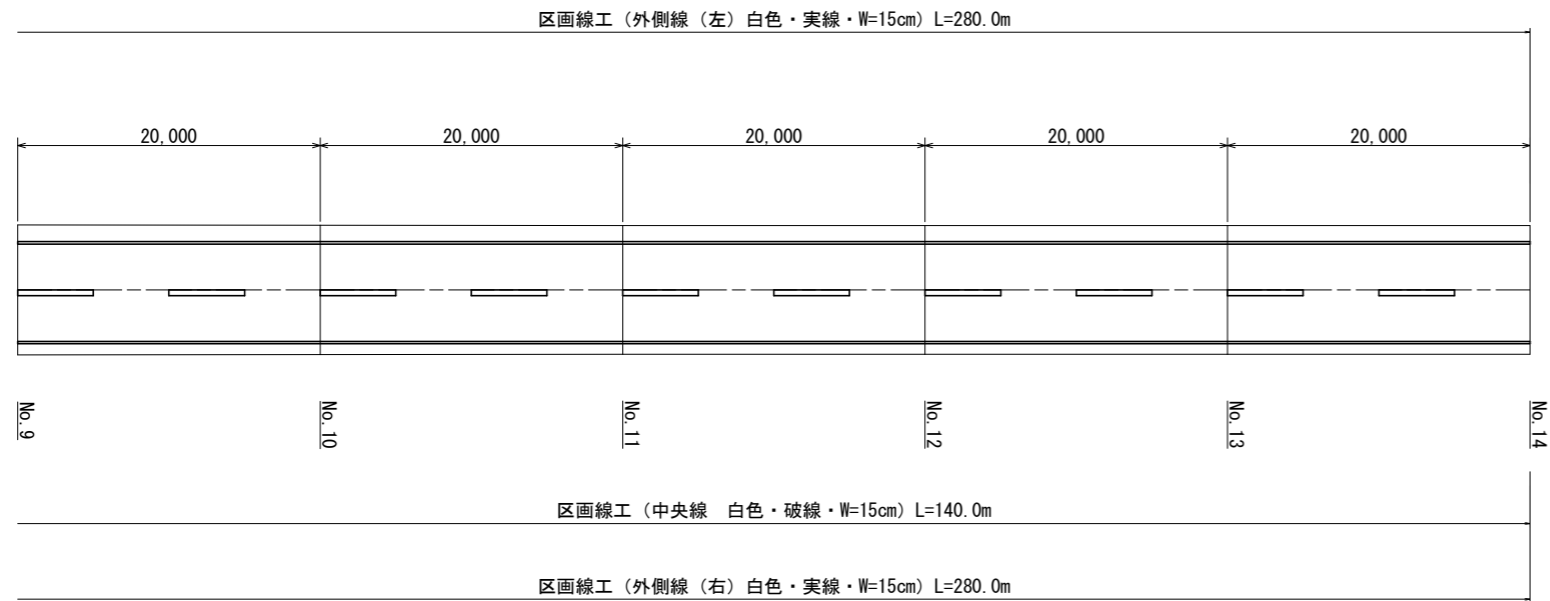 区画線工（外側線（左）白色・実線・W=15cm）L=280.0m
20,000
20,000
20,000
20,000
20,000
No.9
No.10
No.11
No.12
No.13
No.14
区画線工（中央線　白色・破線・W=15cm）L=140.0m
区画線工（外側線（右）白色・実線・W=15cm）L=280.0m